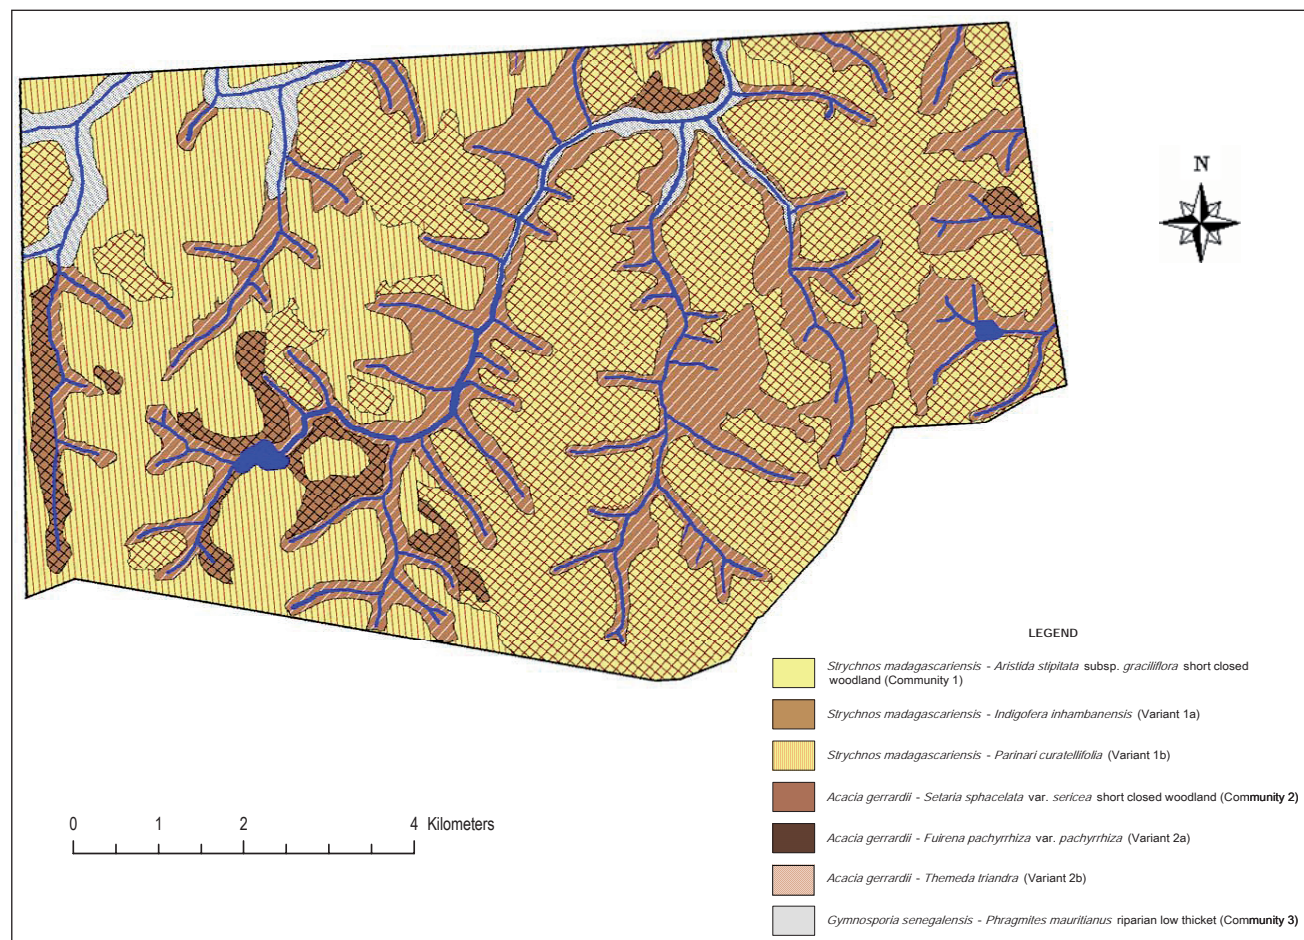 N
LEGEND
Strychnos madagascariensis - Aristida stipitata subsp. graciliflora short closed
woodland (Community 1)
Strychnos madagascariensis - Indigofera inhambanensis (Variant 1a)
Strychnos madagascariensis - Parinari curatellifolia (Variant 1b)
Acacia gerrardii - Setaria sphacelata var. sericea short closed woodland (Community 2)
Acacia gerrardii - Fuirena pachyrrhiza var. pachyrrhiza (Variant 2a)
Acacia gerrardii - Themeda triandra (Variant 2b)
Gymnosporia senegalensis - Phragmites mauritianus riparian low thicket (Community 3)
0 1 2 4 Kilometers